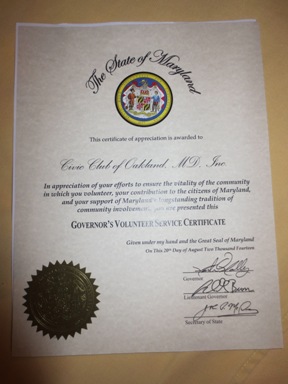 The State of Maryland
This certificate of appreciation is awarded to
Civic Club of Oakland, MD, Inc.
In appreciation of your efforts to ensure the vitality of the community
in which you volunteer, your contribution to the citizens of Maryland,
and your support of Maryland's longstanding tradition of
community involvement, you are presented this
GOVERNOR'S VOLUNTEER SERVICE CERTIFICATE
Given under my hand and the Great Seal of Maryland
On This 20th Day of August Two Thousand Fourteen
Governor
Lieutenant Governor
Secretary of State